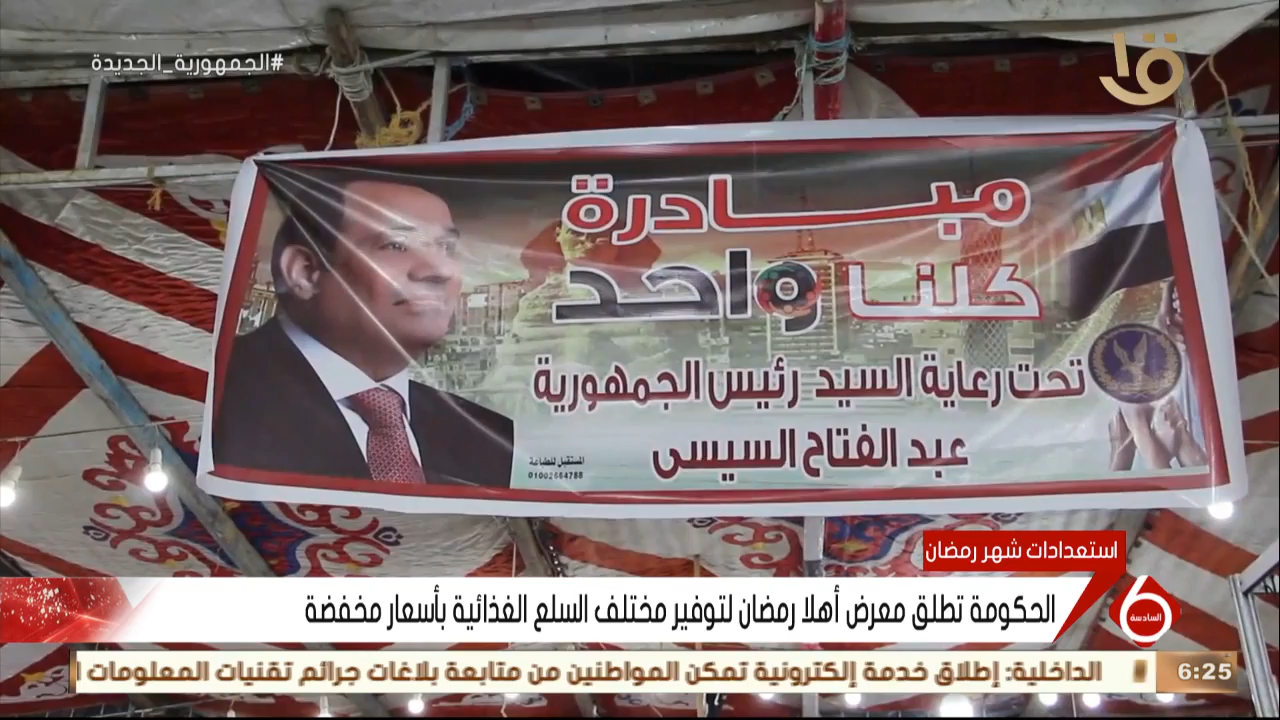 #الجمهورية_الجديدة
مبادرة
كلنا واحد
تحت رعاية السيد رئيس الجمهورية
عبد الفتاح السيسى
المستقبل للطباعة
01002664788
استعدادات شهر رمضان
الحكومة تطلق معرض أهلا رمضان لتوفير مختلف السلع الغذائية بأسعار مخفضة
6 السادسة
الداخلية: إطلاق خدمة إلكترونية تمكن المواطنين من متابعة بلاغات جرائم تقنيات المعلومات
6:25